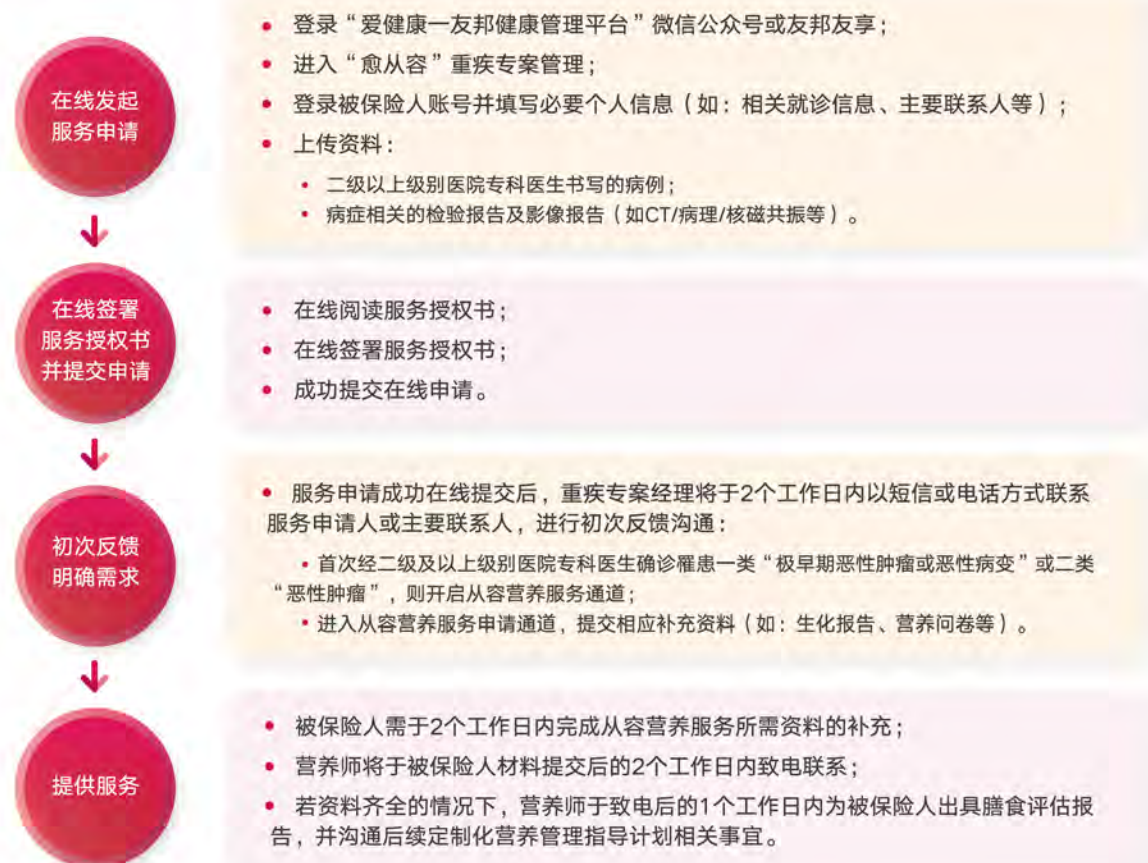 在线发起
服务申请
• 登录“爱健康一友邦健康管理平台”微信公众号或友邦友享；
• 进入“愈从容”重疾专案管理；
• 登录被保险人账号并填写必要个人信息（如：相关就诊信息、主要联系人等）；
• 上传资料：
• 二级以上级别医院专科医生书写的病例；
• 病症相关的检验报告及影像报告（如CT/病理/核磁共振等）。
在线签署
服务授权书
并提交申请
• 在线阅读服务授权书；
• 在线签署服务授权书；
• 成功提交在线申请。
初次反馈
明确需求
• 服务申请成功在线提交后，重疾专案经理将于2个工作日内以短信或电话方式联系
服务申请人或主要联系人，进行初次反馈沟通：
• 首次经二级及以上级别医院专科医生确诊罹患一类“极早期恶性肿瘤或恶性病变”或二类
“恶性肿瘤”，则开启从容营养服务通道；
• 进入从容营养服务申请通道，提交相应补充资料（如：生化报告、营养问卷等）。
提供服务
• 被保险人需于2个工作日内完成从容营养服务所需资料的补充；
• 营养师将于被保险人材料提交后的2个工作日内致电联系；
• 若资料齐全的情况下，营养师于致电后的1个工作日内为被保险人出具膳食评估报
告，并沟通后续定制化营养管理指导计划相关事宜。